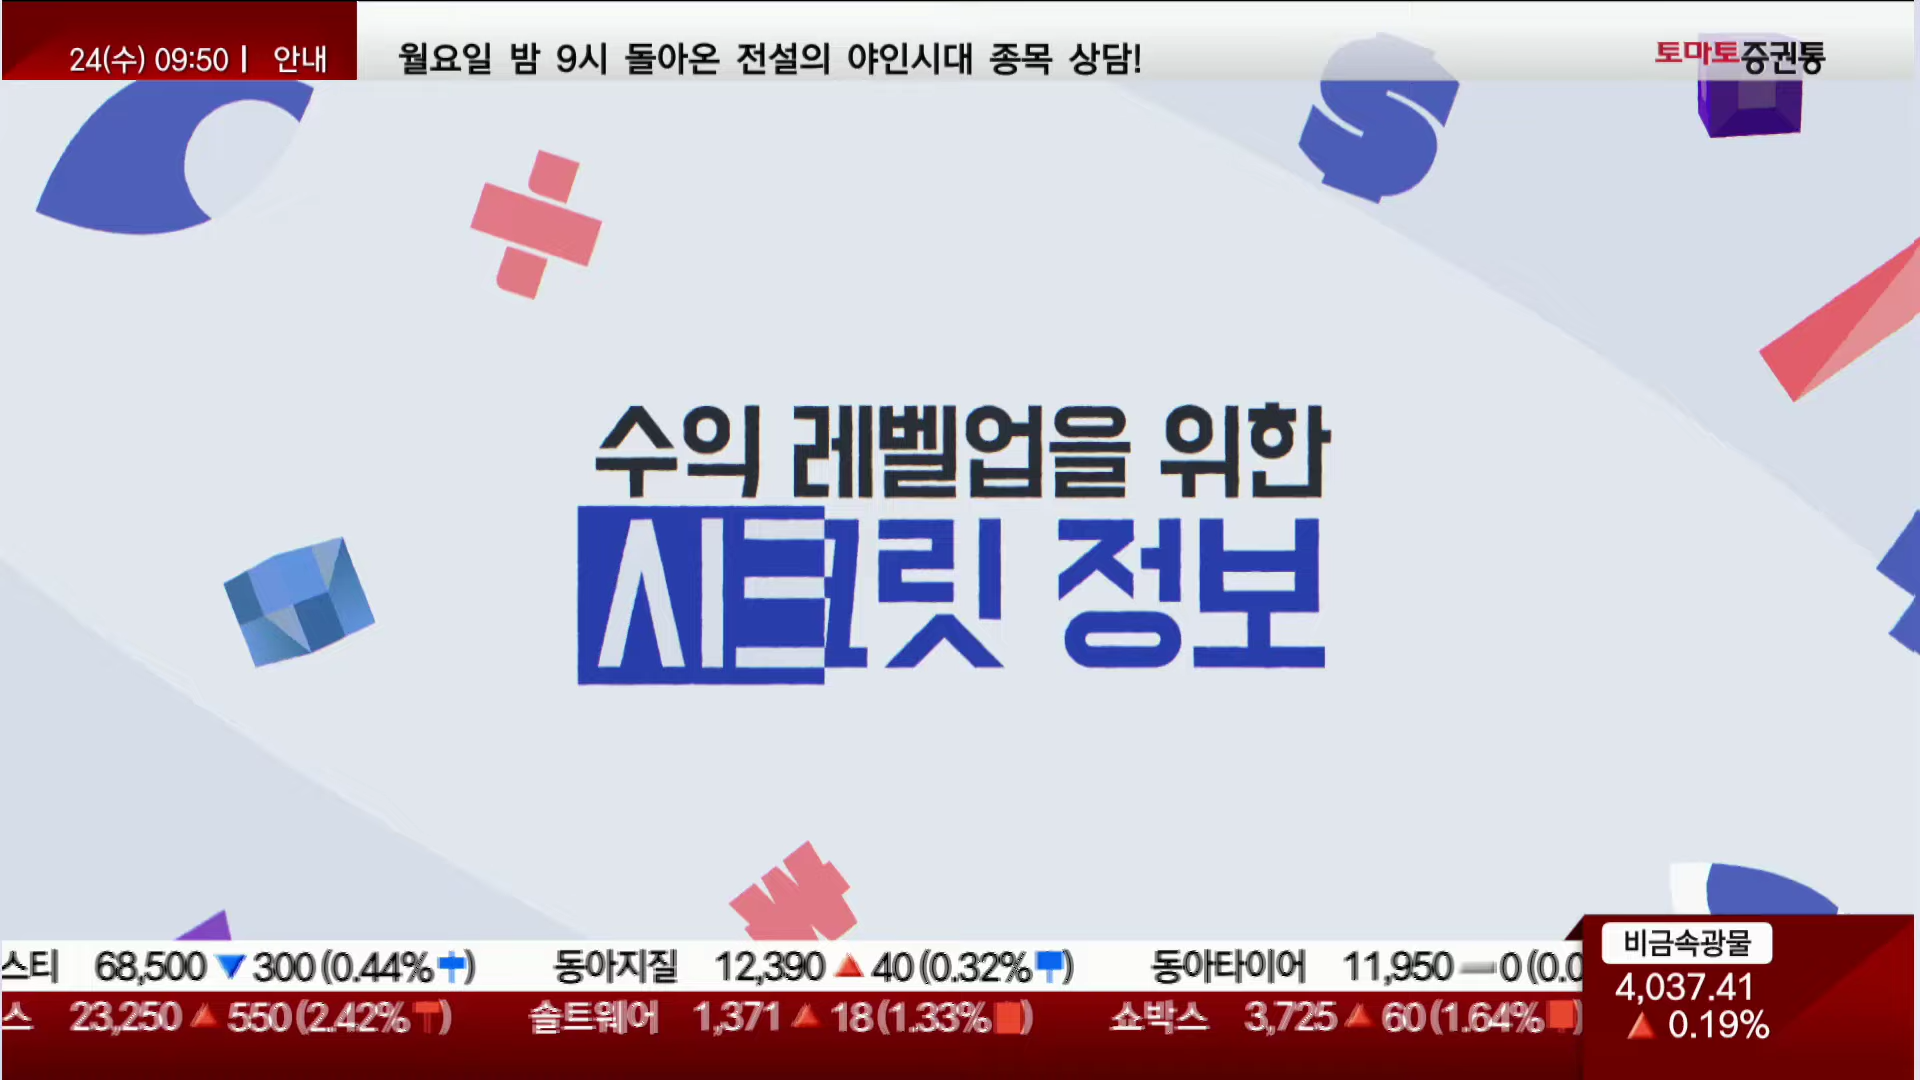 24(수) 09:50 | 안내
월요일 밤 9시 돌아온 전설의 야인시대 종목 상담!
토마토증권통
수익 레벨업을 위한
시크릿 정보
스티 68,500 ▼ 300 (0.44% 동아지질 12,390 ▲ 40 (0.32% 동아타이어 11,950 ━ 0 (0.0
스 23,250 ▲ 550 (2.42% 솔트웨어 1,371 ▲ 18 (1.33% 쇼박스 3,725 ▲ 60 (1.64%
비금속광물
4,037.41
▲ 0.19%